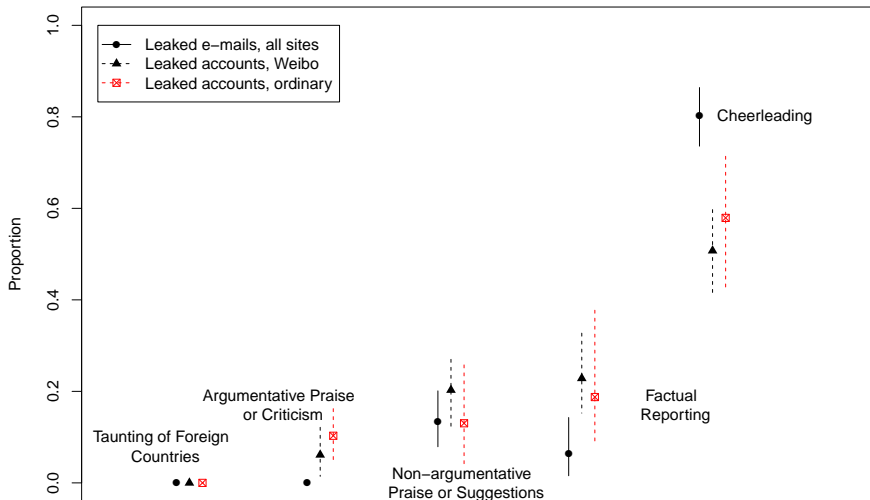 1.0
0.8
0.6
0.4
0.2
0.0
Proportion
Leaked e−mails, all sites
Leaked accounts, Weibo
Leaked accounts, ordinary
Cheerleading
Argumentative Praise
or Criticism
Factual
Reporting
Taunting of Foreign
Countries
Non−argumentative
Praise or Suggestions